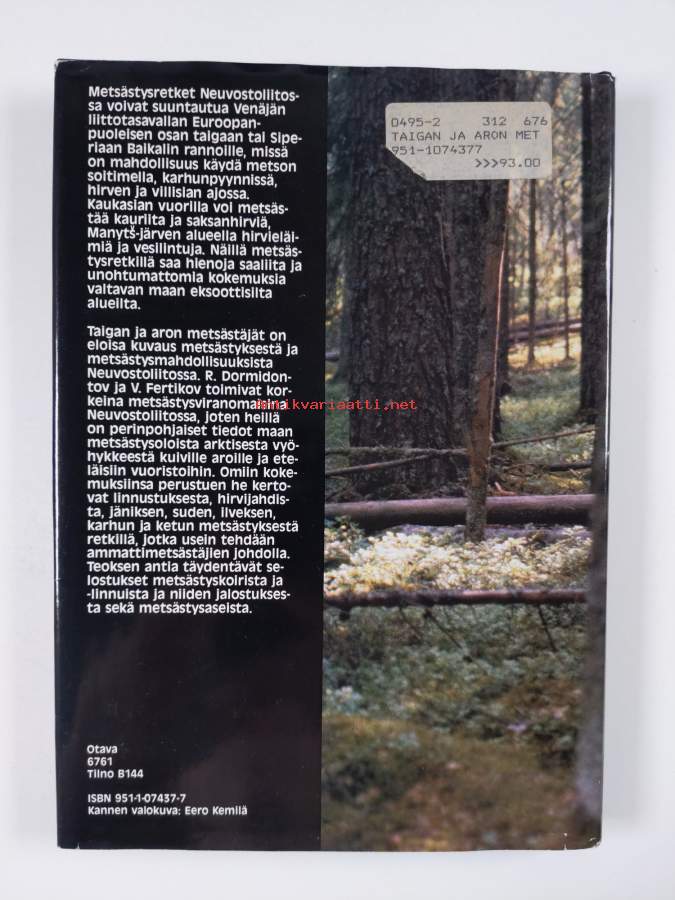 Metsästysretket Neuvostoliitos-
sa voivat suuntautua Venäjän
liittotasavallan Euroopan-
puoleisen osan taigaan tai Sipe-
riaan Baikalin rannoille, missä
on mahdollisuus käydä metson
soitimella, karhunpyynnissä,
hirven ja villisian ajossa.
Kaukasian vuorilla voi metsäs-
tää kauriita ja saksanhirviä,
Manytš-järven alueella hirvieläi-
miä ja vesilintuja. Näillä metsäs-
tysretkillä saa hienoja saaliita ja
unohtumattomia kokemuksia
valtavan maan eksoottisilta
alueilta.
Taigan ja aron metsästäjät on
eloisa kuvaus metsästyksestä ja
metsästysmahdollisuuksista
Neuvostoliitossa. R. Dormidon-
tov ja V. Fertikov toimivat kor-
keina metsästysviranomaisina
Neuvostoliitossa, joten heillä
on perinpohjaiset tiedot maan
metsästysoloista arktisesta vyö-
hykkeestä kuiville aroille ja ete-
läisiin vuoristoihin. Omiin koke-
muksiinsa perustuen he kerto-
vat linnustuksesta, hirvijahdis-
ta, jäniksen, suden, ilveksen,
karhun ja ketun metsästyksestä
retkillä, jotka usein tehdään
ammattimetsästäjien johdolla.
Teoksen antia täydentävät se-
lostukset metsästyskoirista ja
-linnuista ja niiden jalostukses-
ta sekä metsästysaseista.
Otava
6761
Tilno B144
ISBN 951-1-07437-7
Kannen valokuva: Eero Kemilä
0495-2 312 676
TAIGAN JA ARON MET
951-1074377
>>>93.00
Antikvariaatti.net